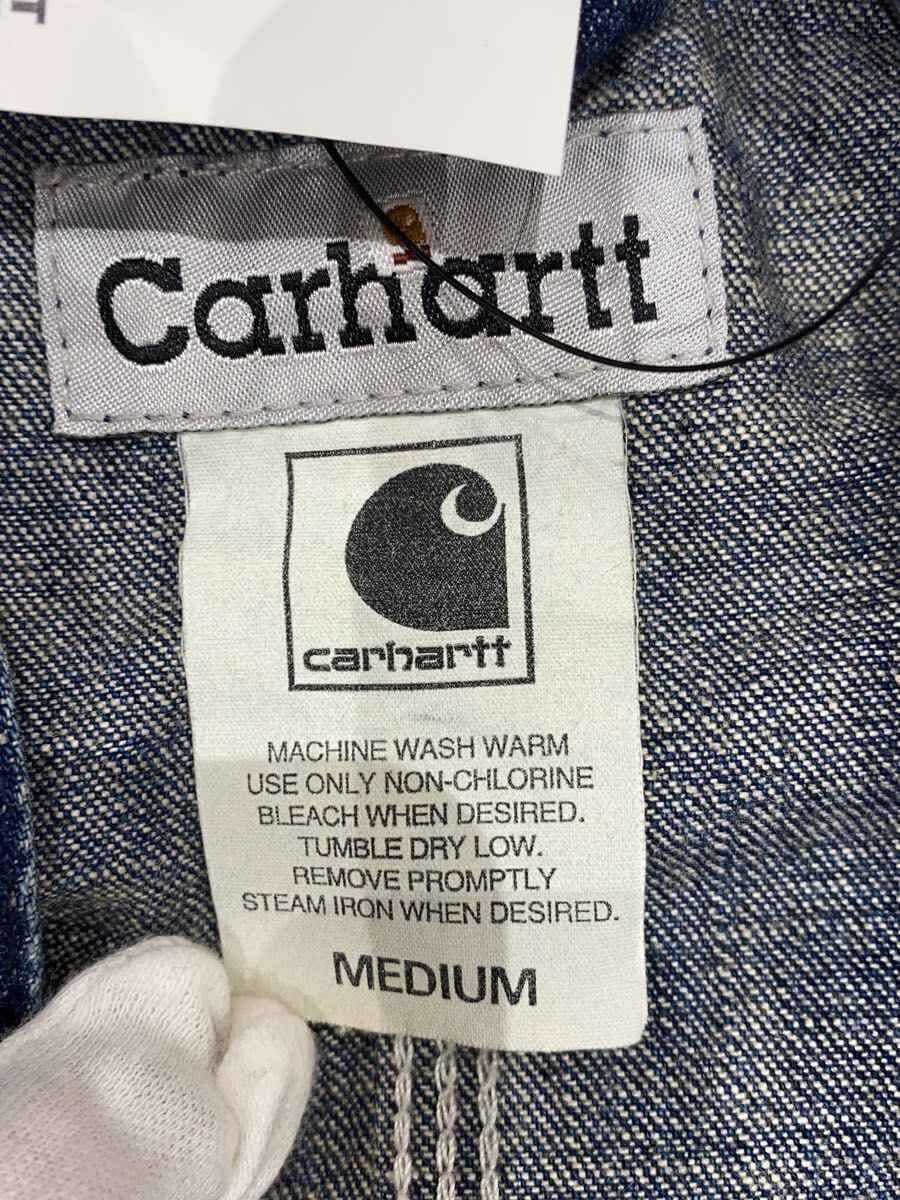 T
Carhartt
carhartt
MACHINE WASH WARM
USE ONLY NON-CHLORINE
BLEACH WHEN DESIRED.
TUMBLE DRY LOW.
REMOVE PROMPTLY
STEAM IRON WHEN DESIRED.
MEDIUM